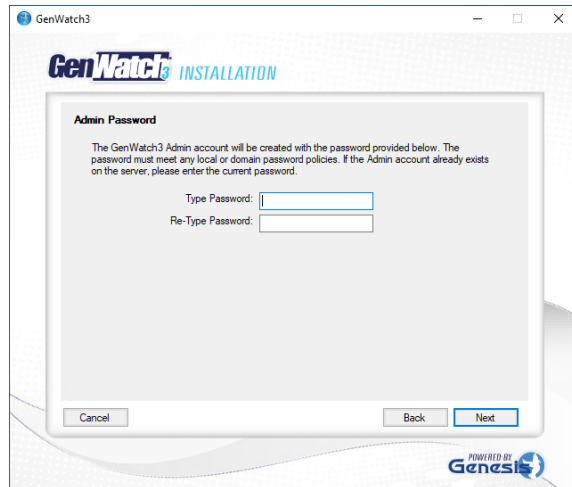 GenWatch3
GenWatch3 INSTALLATION
Admin Password
The GenWatch3 Admin account will be created with the password provided below. The
password must meet any local or domain password policies. If the Admin account already exists
on the server, please enter the current password.
Type Password:
Re-Type Password:
Cancel
Back
Next
POWERED BY
Genesis